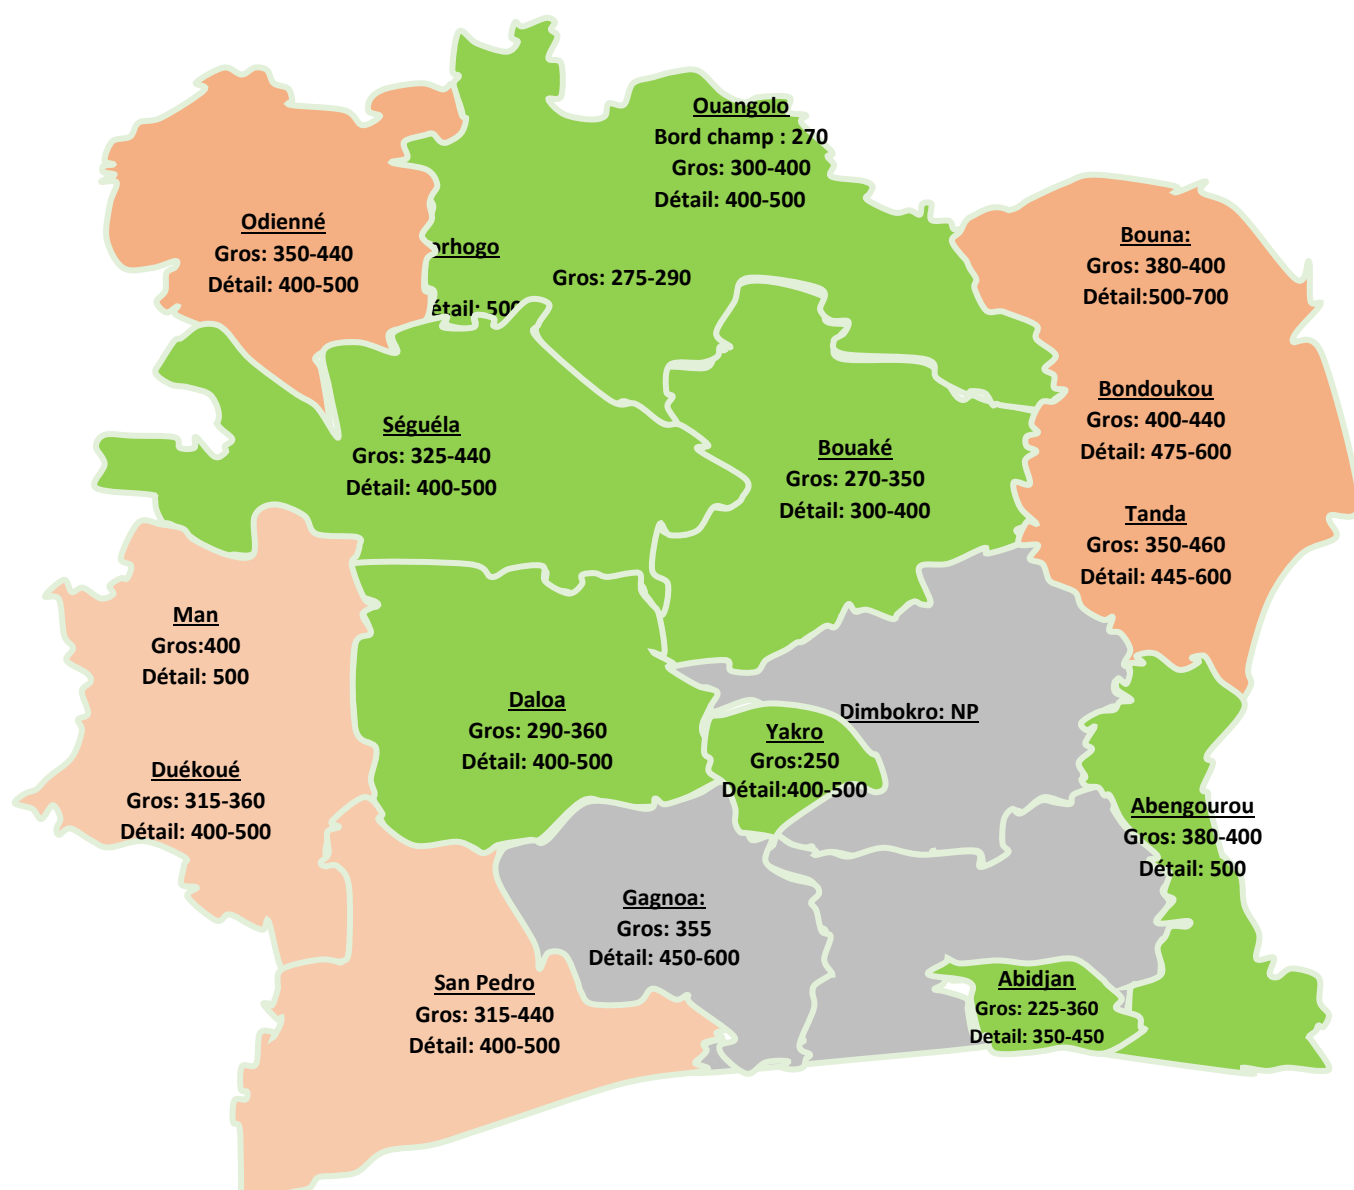 Ouangolo
Bord champ : 270
Gros: 300-400
Détail: 400-500
Odienné
Gros: 350-440
Détail: 400-500
orhogo
Gros: 275-290
étail: 500
Bouna:
Gros: 380-400
Détail:500-700
Bondoukou
Gros: 400-440
Détail: 475-600
Tanda
Gros: 350-460
Détail: 445-600
Séguéla
Gros: 325-440
Détail: 400-500
Bouaké
Gros: 270-350
Détail: 300-400
Man
Gros:400
Détail: 500
Duékoué
Gros: 315-360
Détail: 400-500
Daloa
Gros: 290-360
Détail: 400-500
Dimbokro: NP
Yakro
Gros:250
Détail:400-500
Abengourou
Gros: 380-400
Détail: 500
Gagnoa:
Gros: 355
Détail: 450-600
San Pedro
Gros: 315-440
Détail: 400-500
Abidjan
Gros: 225-360
Detail: 350-450